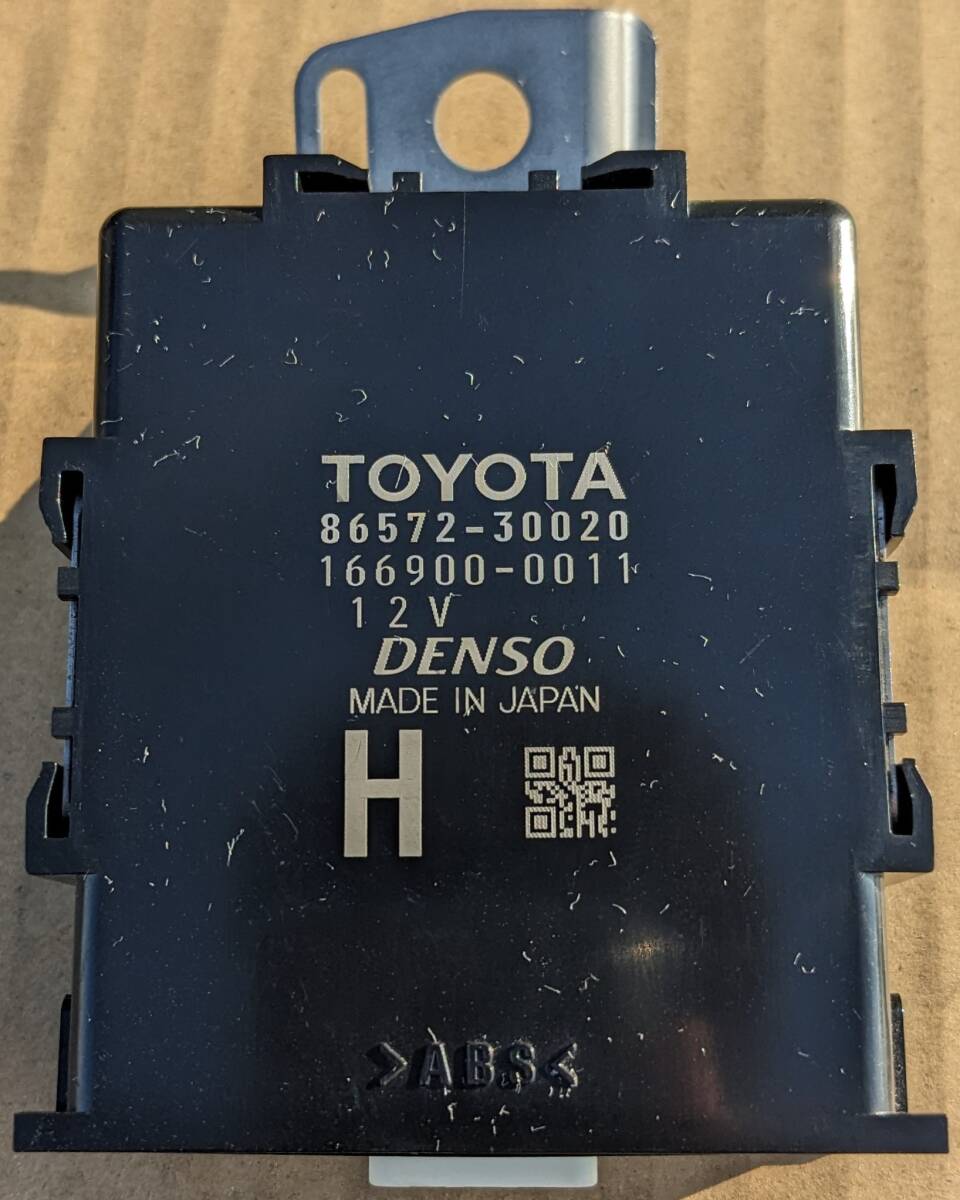 TOYOTA
86572-30020
166900-0011
12V
DENSO
MADE IN JAPAN
H
>ABS<